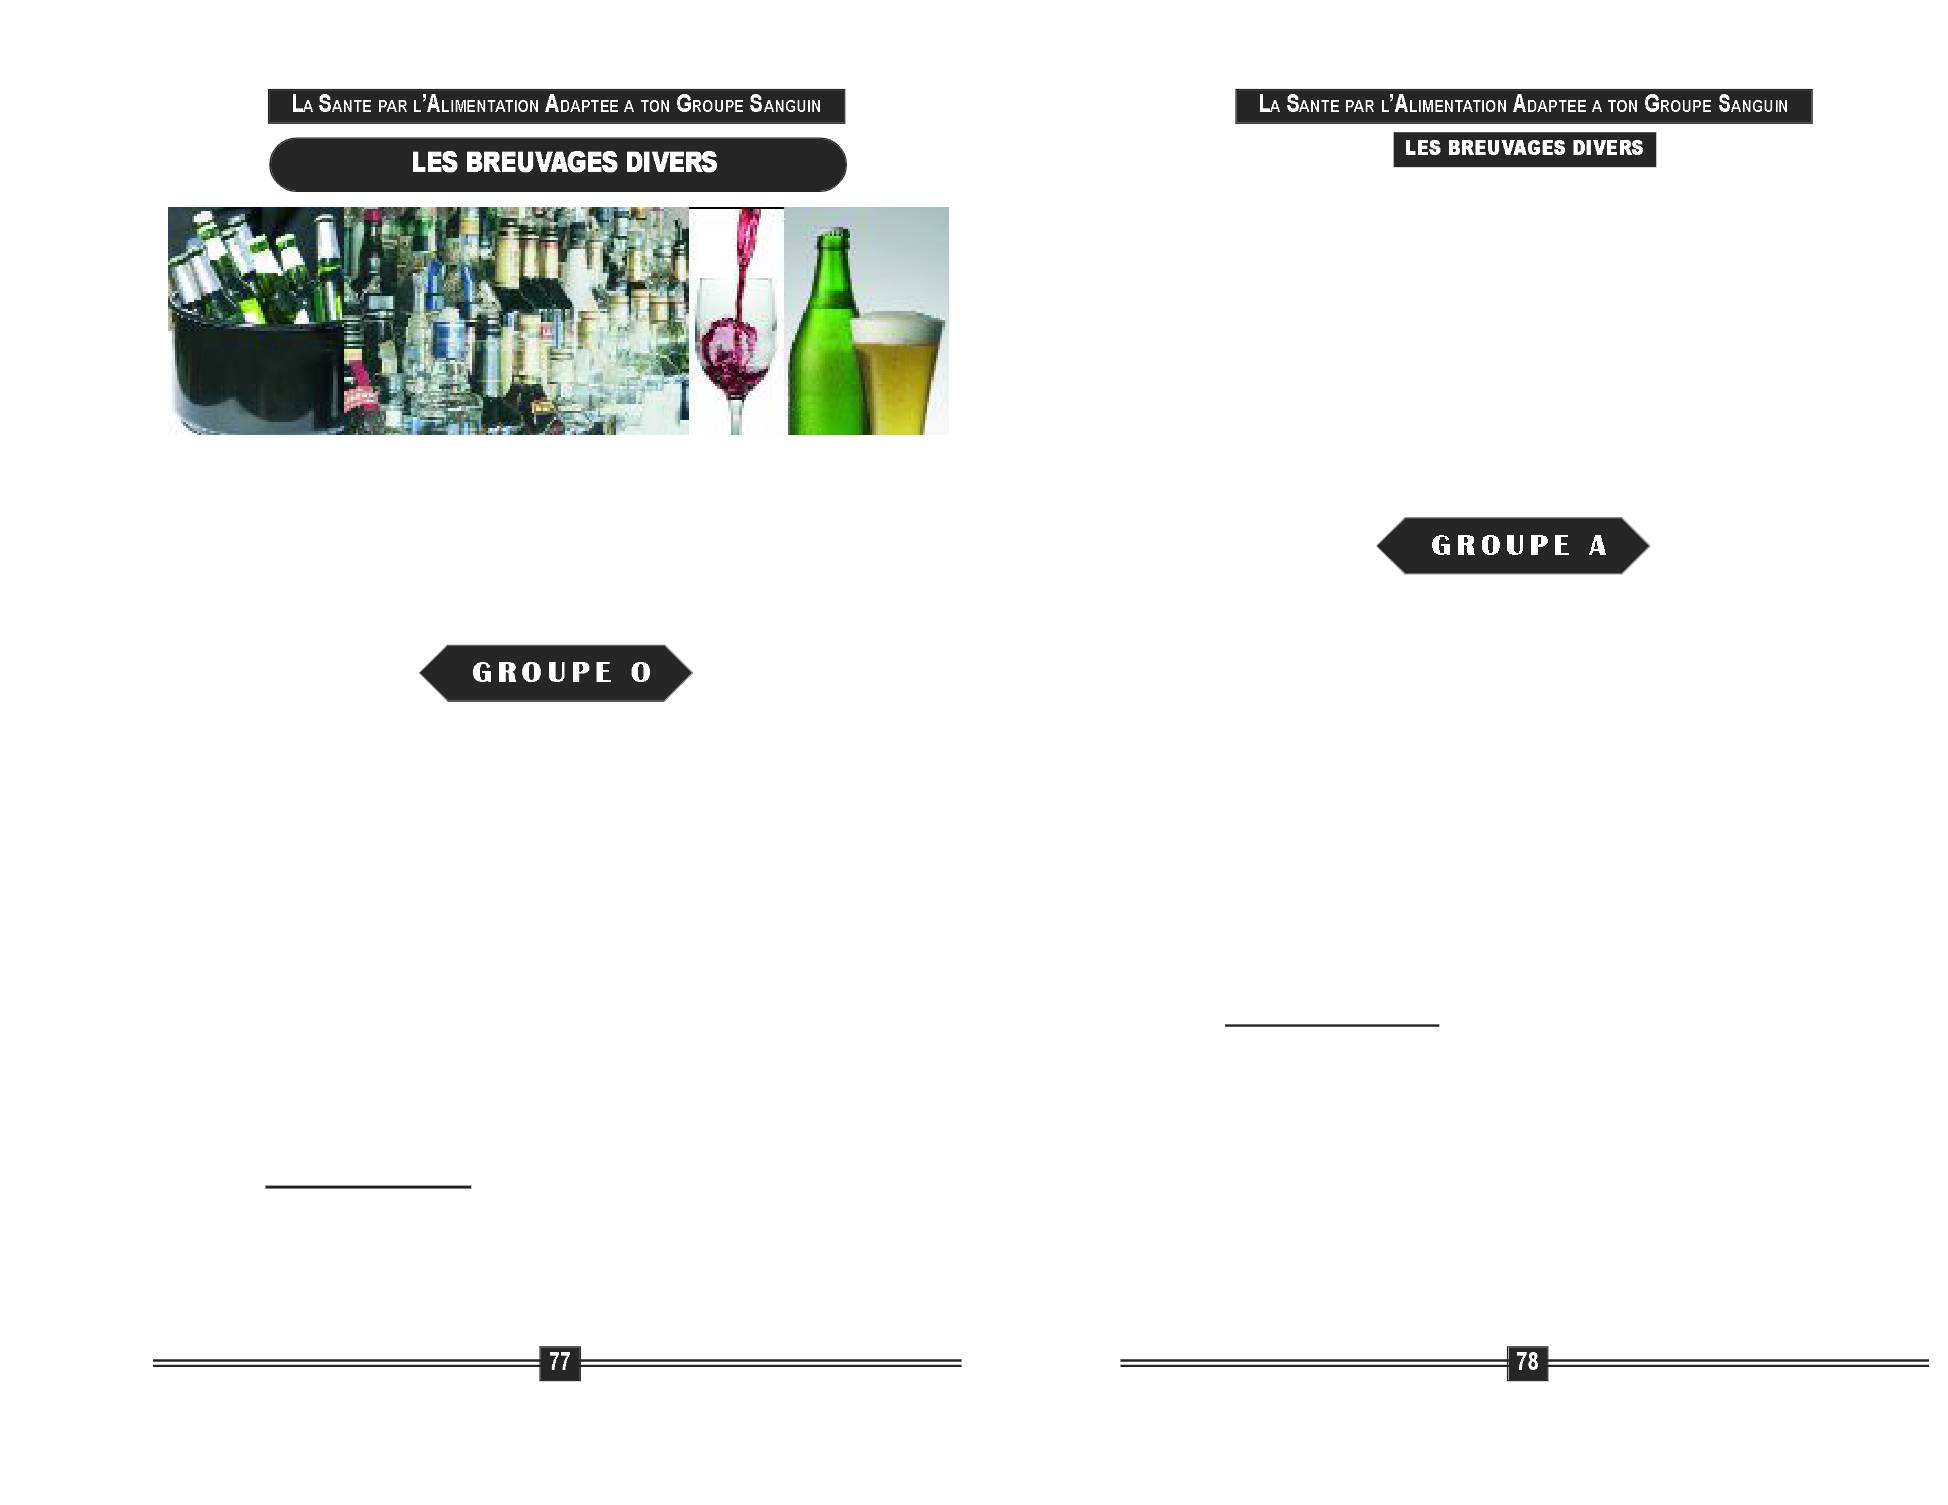 LA SANTE PAR L'ALIMENTATION ADAPTEE A TON GROUPE SANGUIN
LES BREUVAGES DIVERS
GROUPE O
77
LA SANTE PAR L'ALIMENTATION ADAPTEE A TON GROUPE SANGUIN
LES BREUVAGES DIVERS
GROUPE A
78